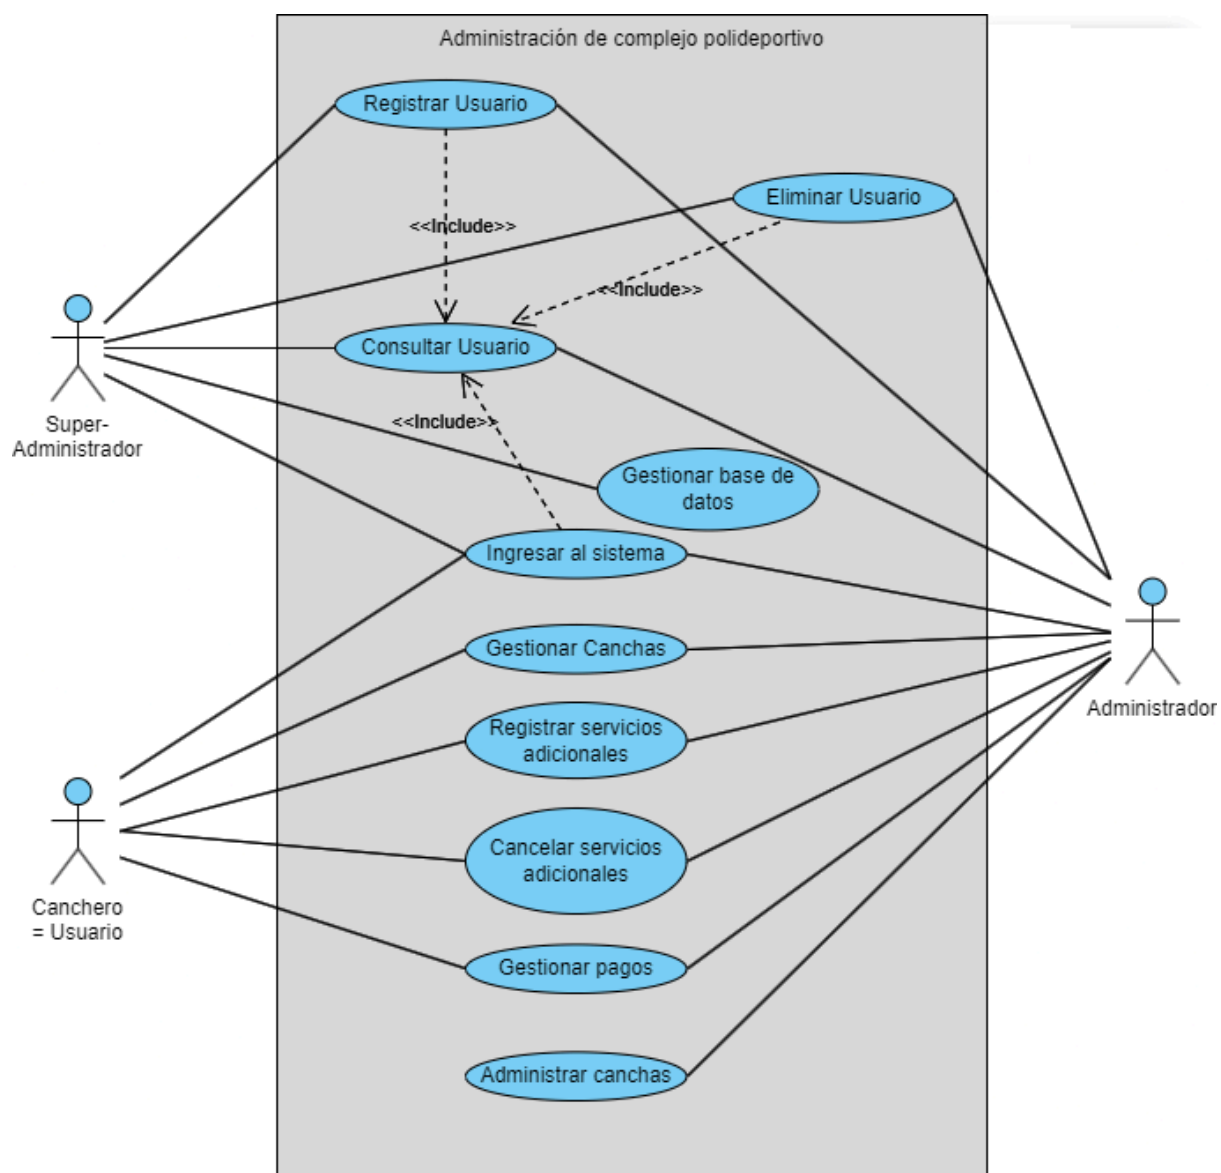 Administración de complejo polideportivo
Registrar Usuario
Eliminar Usuario
<<Include>>
<<Include>>
Consultar Usuario
<<Include>>
Super-
Administrador
Gestionar base de
datos
Ingresar al sistema
Gestionar Canchas
Administrador
Registrar servicios
adicionales
Cancelar servicios
adicionales
Canchero
= Usuario
Gestionar pagos
Administrar canchas